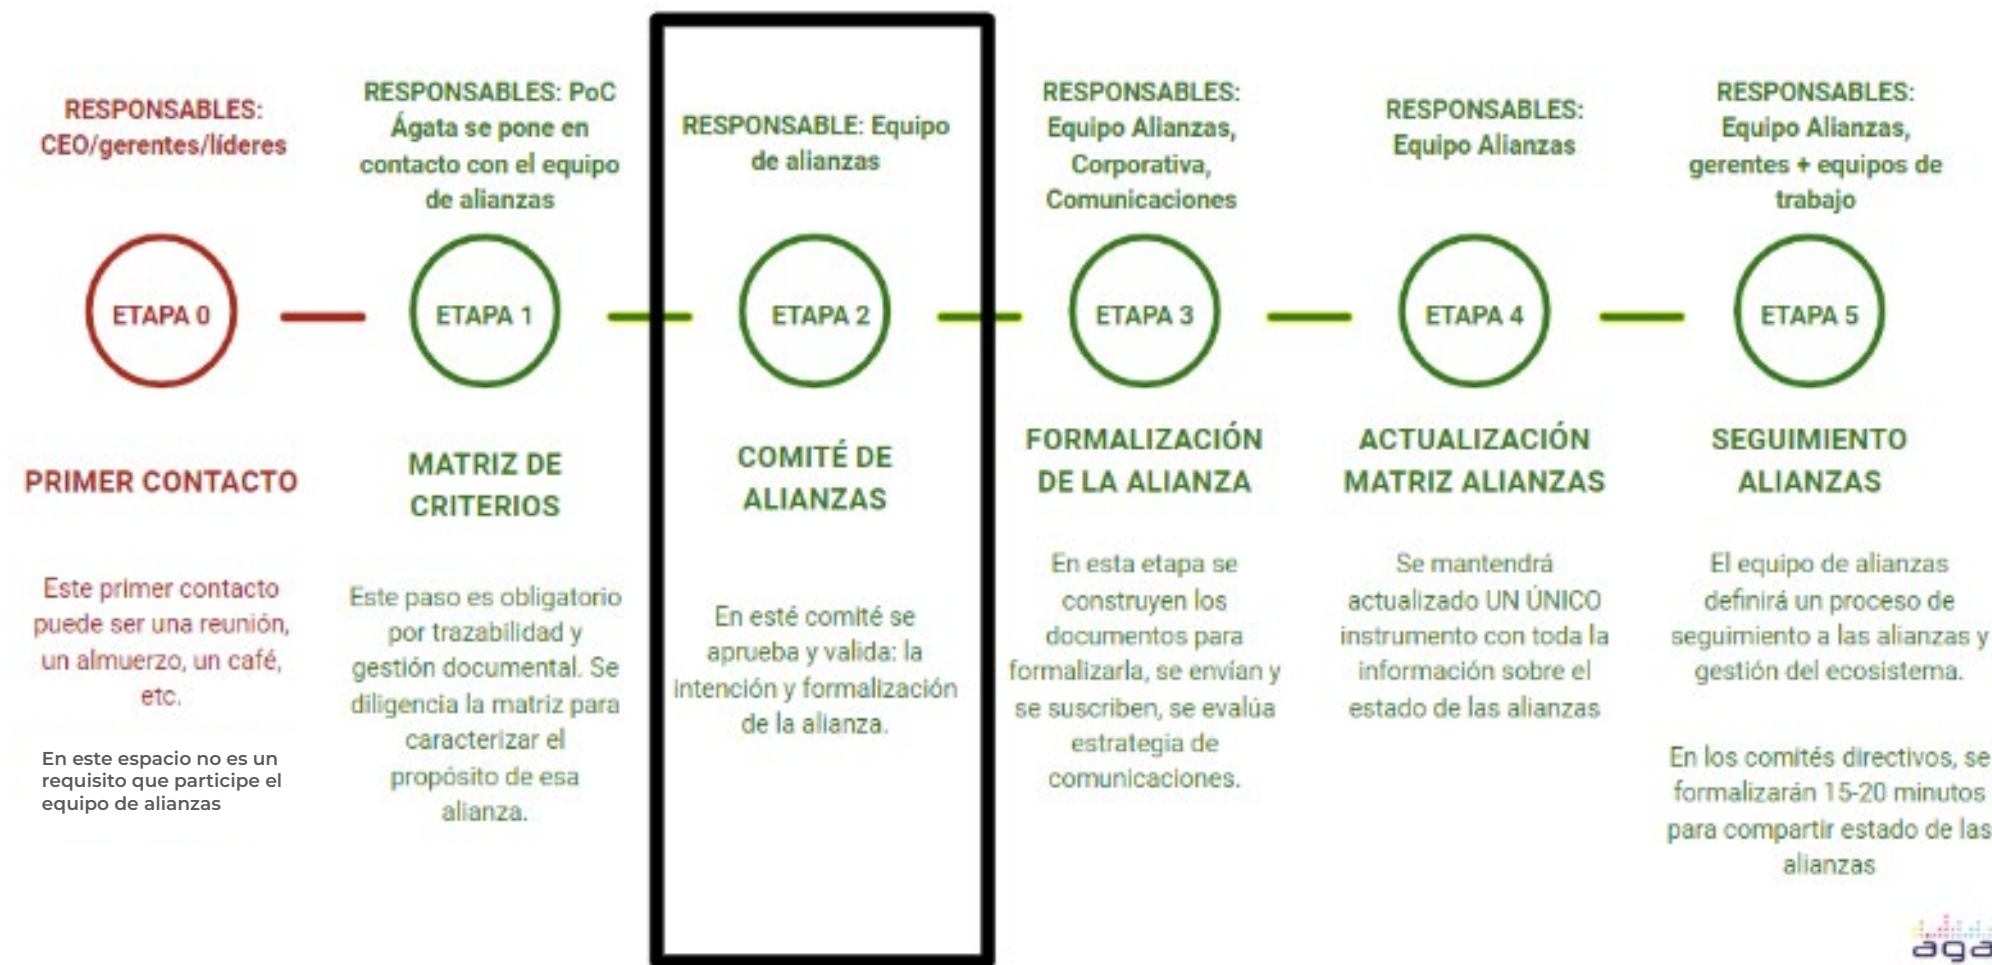 RESPONSABLES:
CEO/gerentes/líderes
ETAPA 0
PRIMER CONTACTO
Este primer contacto
puede ser una reunión,
un almuerzo, un café,
etc.
En este espacio no es un
requisito que participe el
equipo de alianzas
RESPONSABLES: PoC
Ágata se pone en
contacto con el equipo
de alianzas
ETAPA 1
MATRIZ DE
CRITERIOS
Este paso es obligatorio
por trazabilidad y
gestión documental. Se
diligencia la matriz para
caracterizar el
propósito de esa
alianza.
RESPONSABLE: Equipo
de alianzas
ETAPA 2
COMITÉ DE
ALIANZAS
En esté comité se
aprueba y valida: la
intención y formalización
de la alianza.
RESPONSABLES:
Equipo Alianzas,
Corporativa,
Comunicaciones
ETAPA 3
FORMALIZACIÓN
DE LA ALIANZA
En esta etapa se
construyen los
documentos para
formalizarla, se envían y
se suscriben, se evalúa
estrategia de
comunicaciones.
RESPONSABLES:
Equipo Alianzas
ETAPA 4
ACTUALIZACIÓN
MATRIZ ALIANZAS
Se mantendrá
actualizado UN ÚNICO
instrumento con toda la
información sobre el
estado de las alianzas
RESPONSABLES:
Equipo Alianzas,
gerentes + equipos de
trabajo
ETAPA 5
SEGUIMIENTO
ALIANZAS
El equipo de alianzas
definirá un proceso de
seguimiento a las alianzas y
gestión del ecosistema.
En los comités directivos, se
formalizarán 15-20 minutos
para compartir estado de las
alianzas